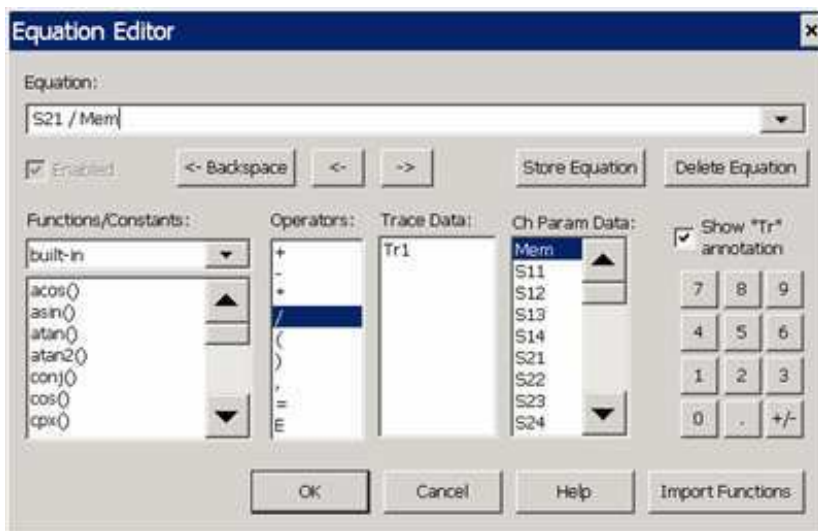 Equation Editor
Equation:
S21 / Mem
Enabled
<- Backspace
<-
->
Store Equation
Delete Equation
Functions/Constants:
built-in
acos()
asin()
atan()
atan2()
conj()
cos()
cpx()
Operators:
+
-
*
/
(
)
,
=
E
Trace Data:
Tr1
Ch Param Data:
Mem
S11
S12
S13
S14
S21
S22
S23
S24
Show "Tr"
annotation
7 8 9
4 5 6
1 2 3
0 . +/-
OK
Cancel
Help
Import Functions